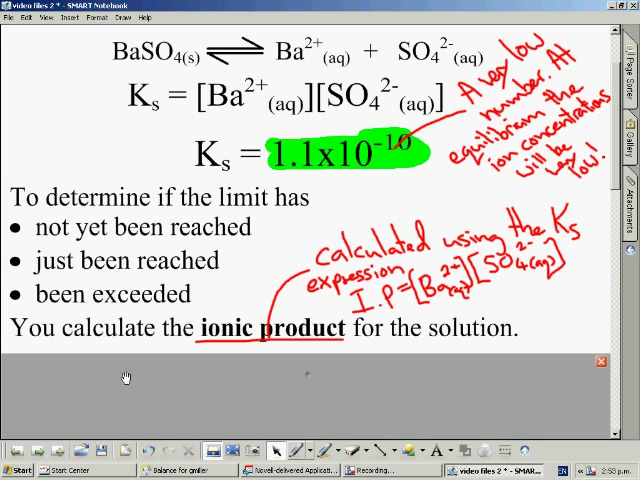 video files 2 * - SMART Notebook
File Edit View Insert Format Draw Help
BaSO4(s) ⇌ Ba2+(aq) + SO42-(aq)
Ks = [Ba2+(aq)][SO42-(aq)]
Ks = 1.1x10-10
A very low
number. At
equilibrium the
ion concentrations
will be
very
low!
To determine if the limit has
• not yet been reached
• just been reached
• been exceeded
You calculate the ionic product for the solution.
calculated using the Ks
expression
I.P = [Ba2+(aq)][SO42-4(aq)]
Page Sorter
Gallery
Attachments
Start
Start Center
Balance for gmiller
Novell-delivered Applicati...
Recording...
video files 2 * - SM...
EN
2:53 p.m.